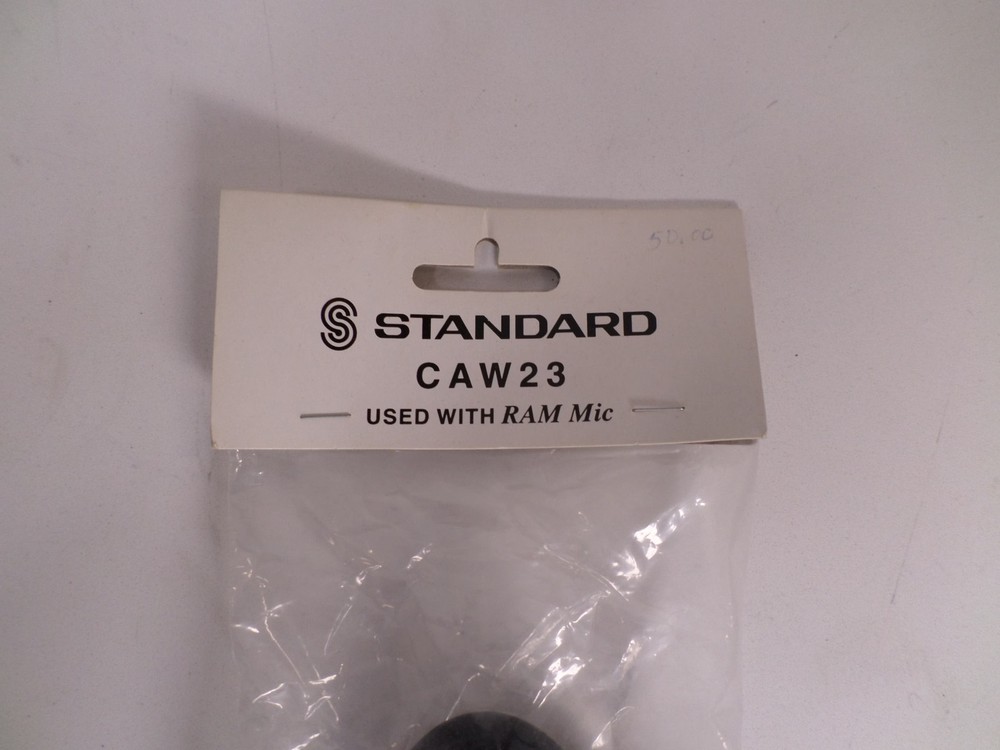 50.00
STANDARD
CAW23
USED WITH RAM Mic